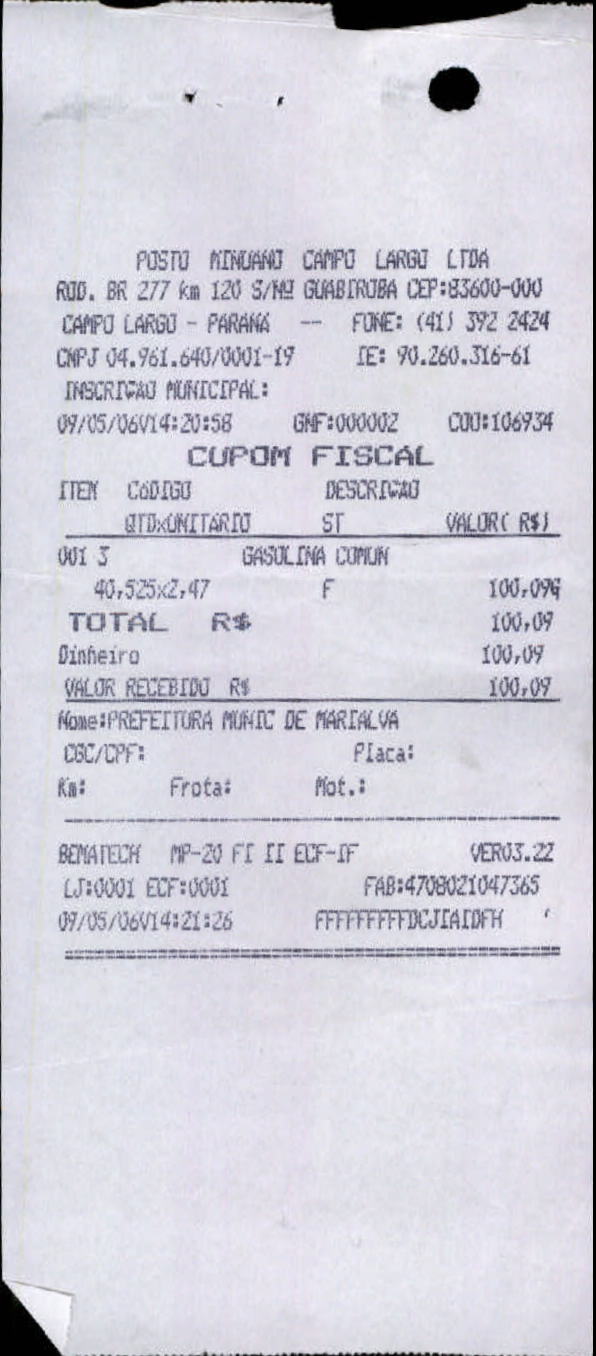 POSTO MINUANO CAMPO LARGO LTDA
ROD. BR 277 km 120 S/Nº GUABIROBA CEP:83600-000
CAMPO LARGO - PARANÁ -- FONE: (41) 392 2424
CNPJ 04.961.640/0001-19 IE: 90.260.316-61
INSCRIÇÃO MUNICIPAL:
09/05/06V14:20:58 GNF:000002 COO:106934
CUPOM FISCAL
ITEM CóDIGO DESCRIÇÃO
QTDxUNITARIO ST VALOR( R$)
001 3 GASOLINA COMUN
40,525x2,47 F 100,09G
TOTAL R$ 100,09
Dinheiro 100,09
VALOR RECEBIDO R$ 100,09
Nome:PREFEITURA MUNIC DE MARIALVA
CGC/CPF: Placa:
Km: Frota: Mot.:
BEMATECH MP-20 FI II ECF-IF VER03.22
LJ:0001 ECF:0001 FAB:4708021047365
09/05/06V14:21:26 FFFFFFFFFDCJIAIDFH